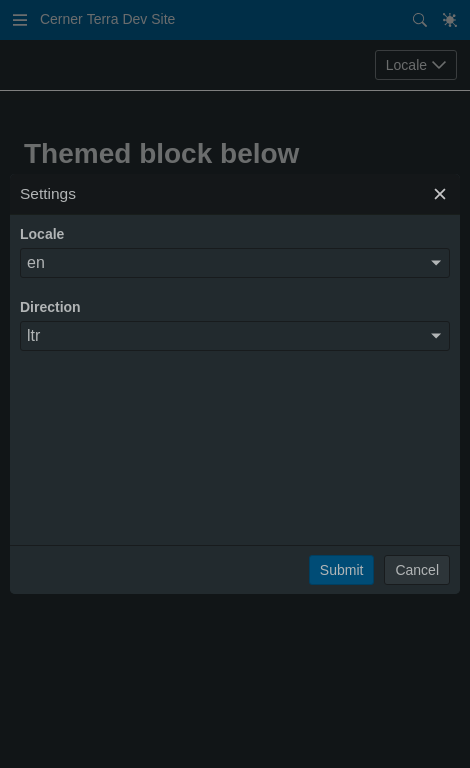 Cerner Terra Dev Site
Locale
Themed block below
Settings
Locale
en
Direction
ltr
Submit Cancel